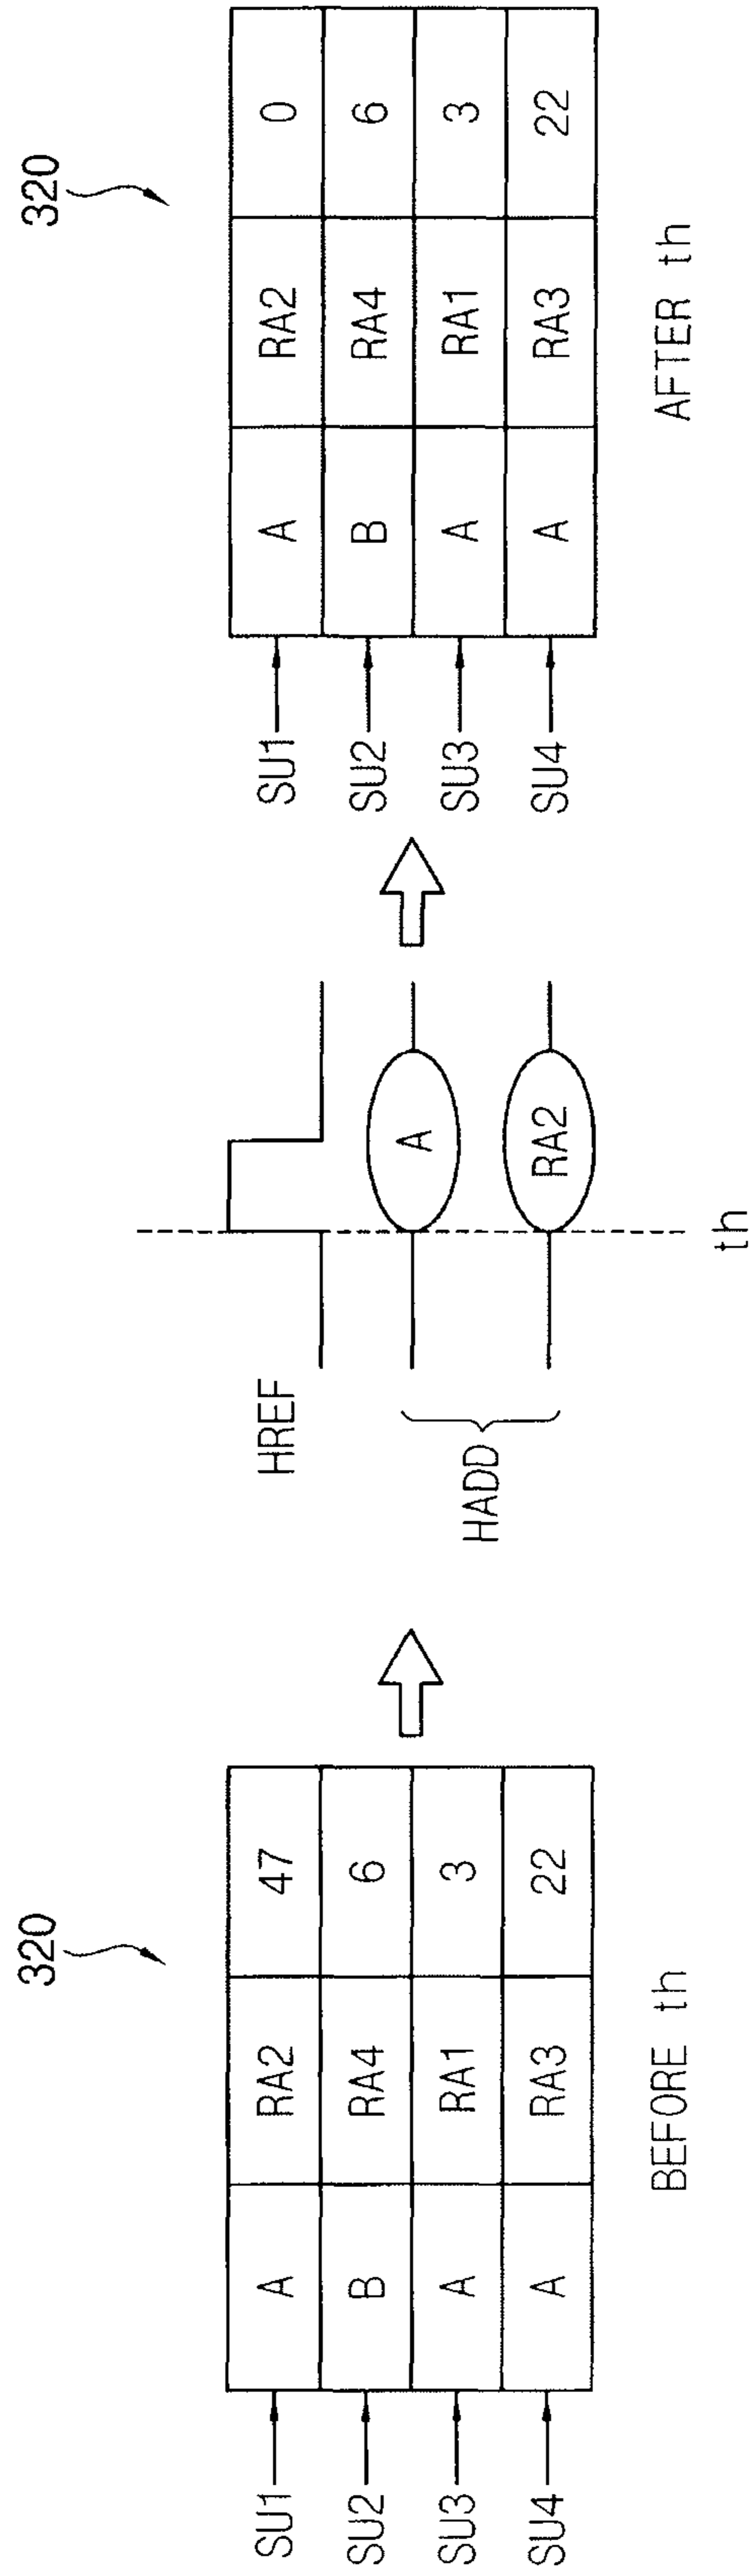 320
SU1 A RA2 47
SU2 B RA4 6
SU3 A RA1 3
SU4 A RA3 22
BEFORE th
HREF
HADD
A
RA2
th
320
SU1 A RA2 0
SU2 B RA4 6
SU3 A RA1 3
SU4 A RA3 22
AFTER th